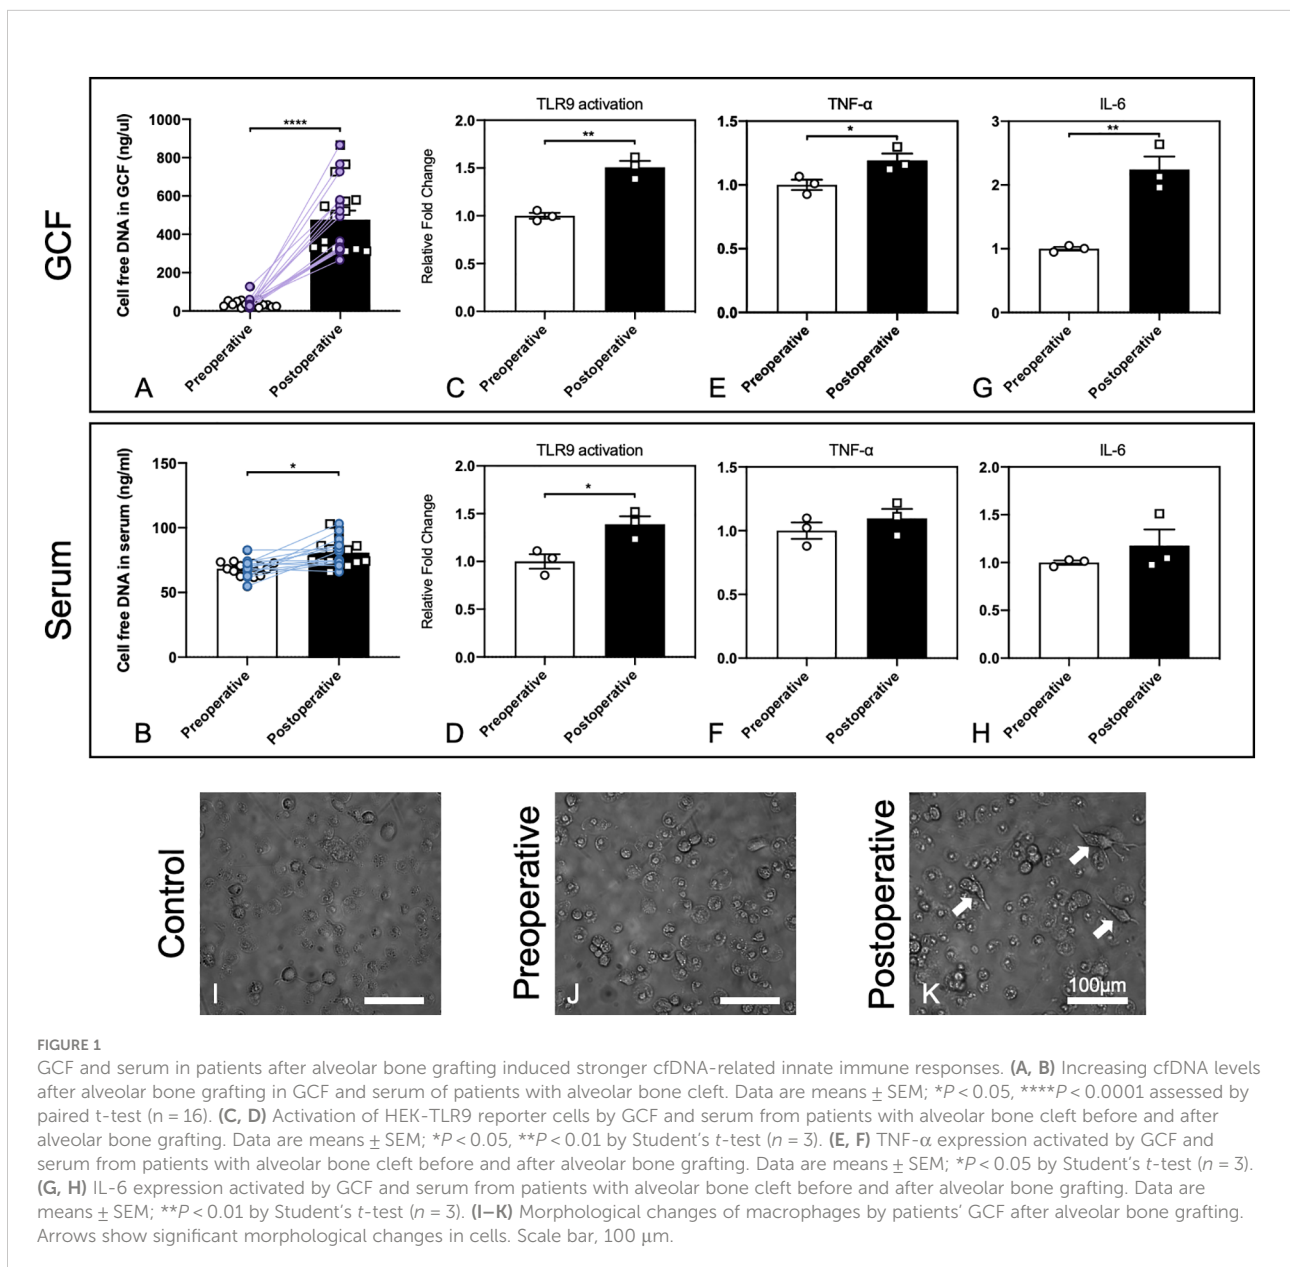 GCF
1000
800
600
400
200
0
Cell free DNA in GCF (ng/ul)
****
Preoperative
Postoperative
A
TLR9 activation
2.0
1.5
1.0
0.5
0.0
Relative Fold Change
**
Preoperative
Postoperative
C
TNF-α
1.5
1.0
0.5
0.0
*
Preoperative
Postoperative
E
IL-6
3
2
1
0
**
Preoperative
Postoperative
G
Serum
150
100
50
0
Cell free DNA in serum (ng/ml)
*
Preoperative
Postoperative
B
TLR9 activation
2.0
1.5
1.0
0.5
0.0
Relative Fold Change
*
Preoperative
Postoperative
D
TNF-α
1.5
1.0
0.5
0.0
Preoperative
Postoperative
F
IL-6
2.0
1.5
1.0
0.5
0.0
Preoperative
Postoperative
H
Control
I
Preoperative
J
Postoperative
K
100μm
FIGURE 1
GCF and serum in patients after alveolar bone grafting induced stronger cfDNA-related innate immune responses. (A, B) Increasing cfDNA levels
after alveolar bone grafting in GCF and serum of patients with alveolar bone cleft. Data are means ± SEM; *P < 0.05, ****P < 0.0001 assessed by
paired t-test (n = 16). (C, D) Activation of HEK-TLR9 reporter cells by GCF and serum from patients with alveolar bone cleft before and after
alveolar bone grafting. Data are means ± SEM; *P < 0.05, **P < 0.01 by Student's t-test (n = 3). (E, F) TNF-α expression activated by GCF and
serum from patients with alveolar bone cleft before and after alveolar bone grafting. Data are means ± SEM; *P < 0.05 by Student's t-test (n = 3).
(G, H) IL-6 expression activated by GCF and serum from patients with alveolar bone cleft before and after alveolar bone grafting. Data are
means ± SEM; **P < 0.01 by Student's t-test (n = 3). (I–K) Morphological changes of macrophages by patients' GCF after alveolar bone grafting.
Arrows show significant morphological changes in cells. Scale bar, 100 μm.